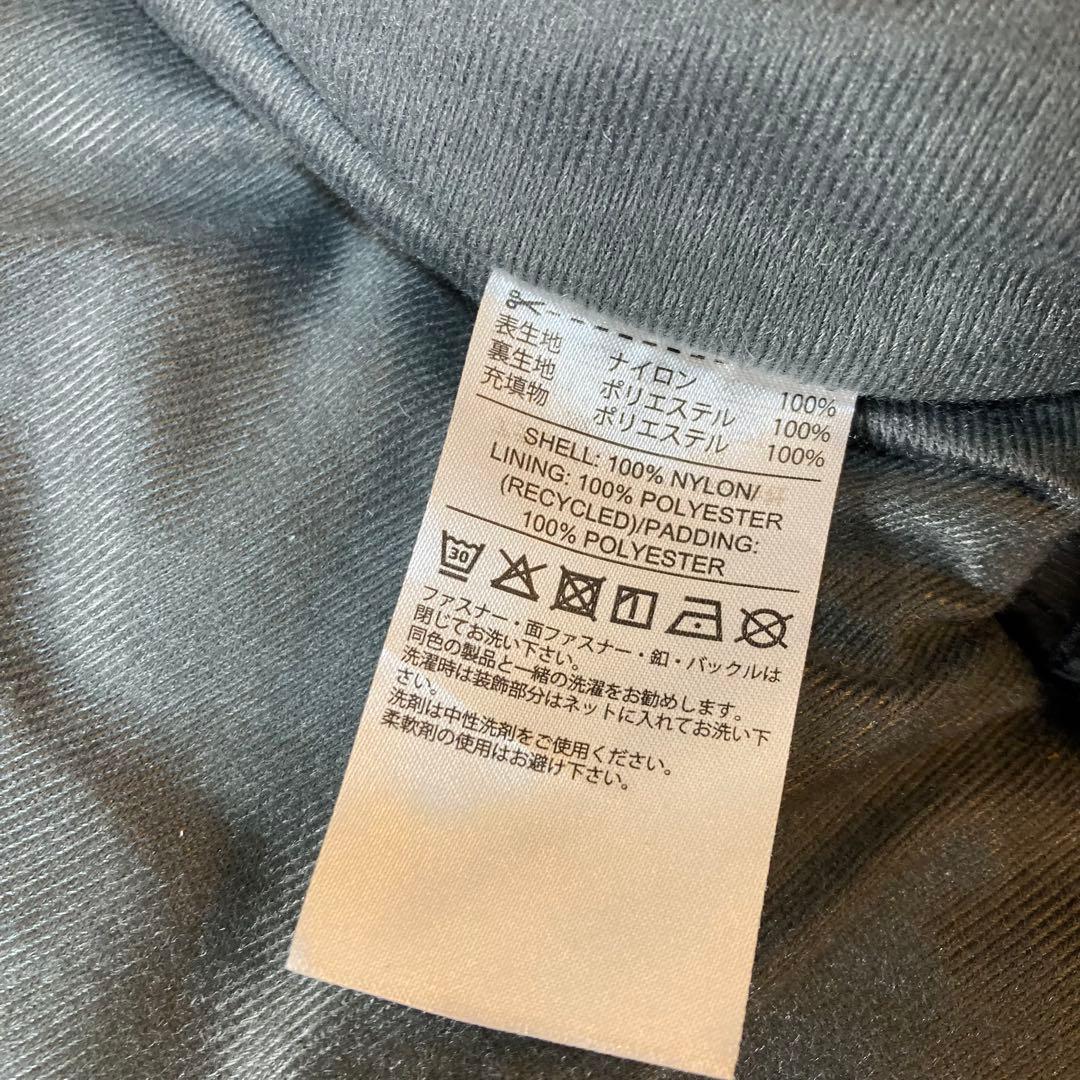 表生地 ナイロン 100%
裏生地 ポリエステル 100%
充填物 ポリエステル 100%
SHELL: 100% NYLON/
LINING: 100% POLYESTER
(RECYCLED)/PADDING:
100% POLYESTER
30
ファスナー・面ファスナー・釦・バックルは
閉じてお洗い下さい。
同色の製品と一緒の洗濯をお勧めします。
洗濯時は装飾部分はネットに入れてお洗い下
さい。
洗剤は中性洗剤をご使用ください。
柔軟剤の使用はお避け下さい。